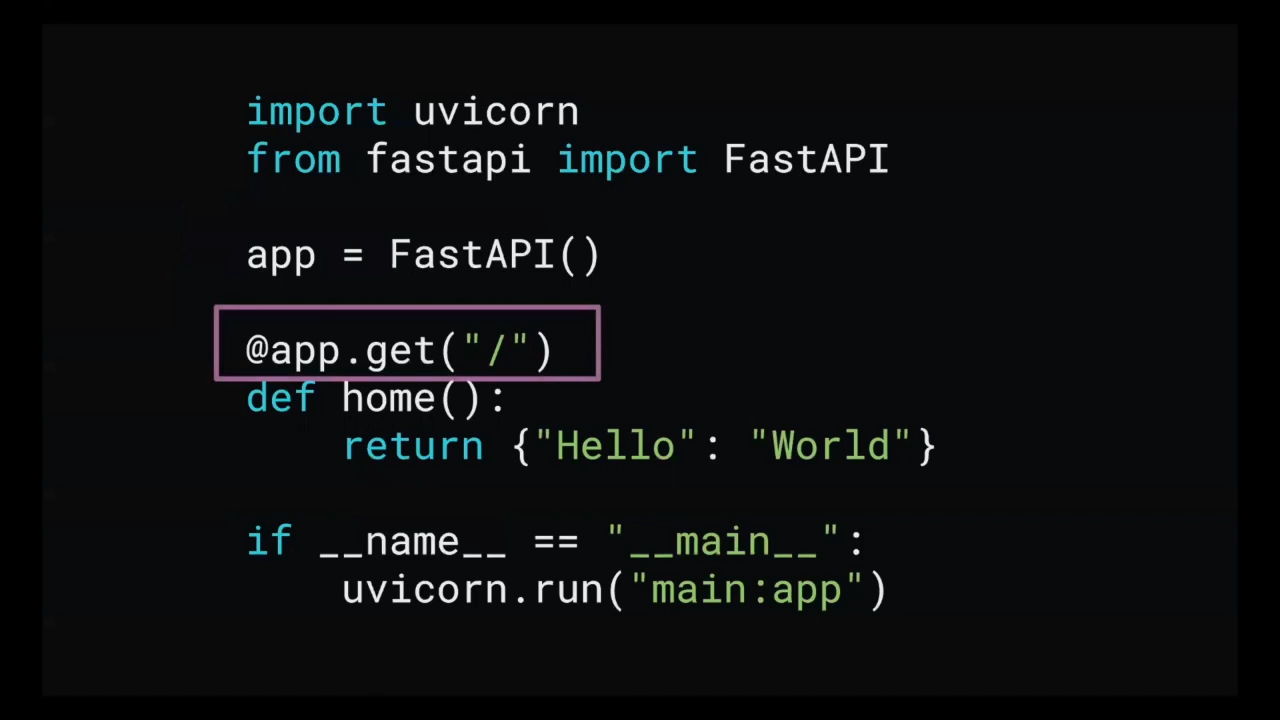 import uvicorn
from fastapi import FastAPI
app = FastAPI()
@app.get("/")
def home():
    return {"Hello": "World"}
if __name__ == "__main__":
    uvicorn.run("main:app")